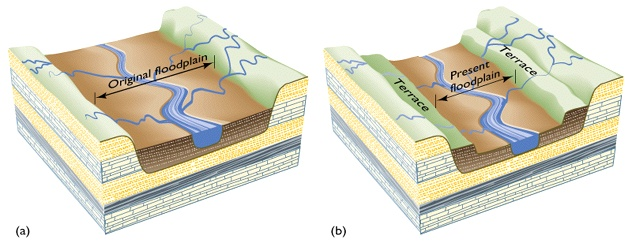 Original floodplain
(a)
Terrace
Present
floodplain
Terrace
(b)